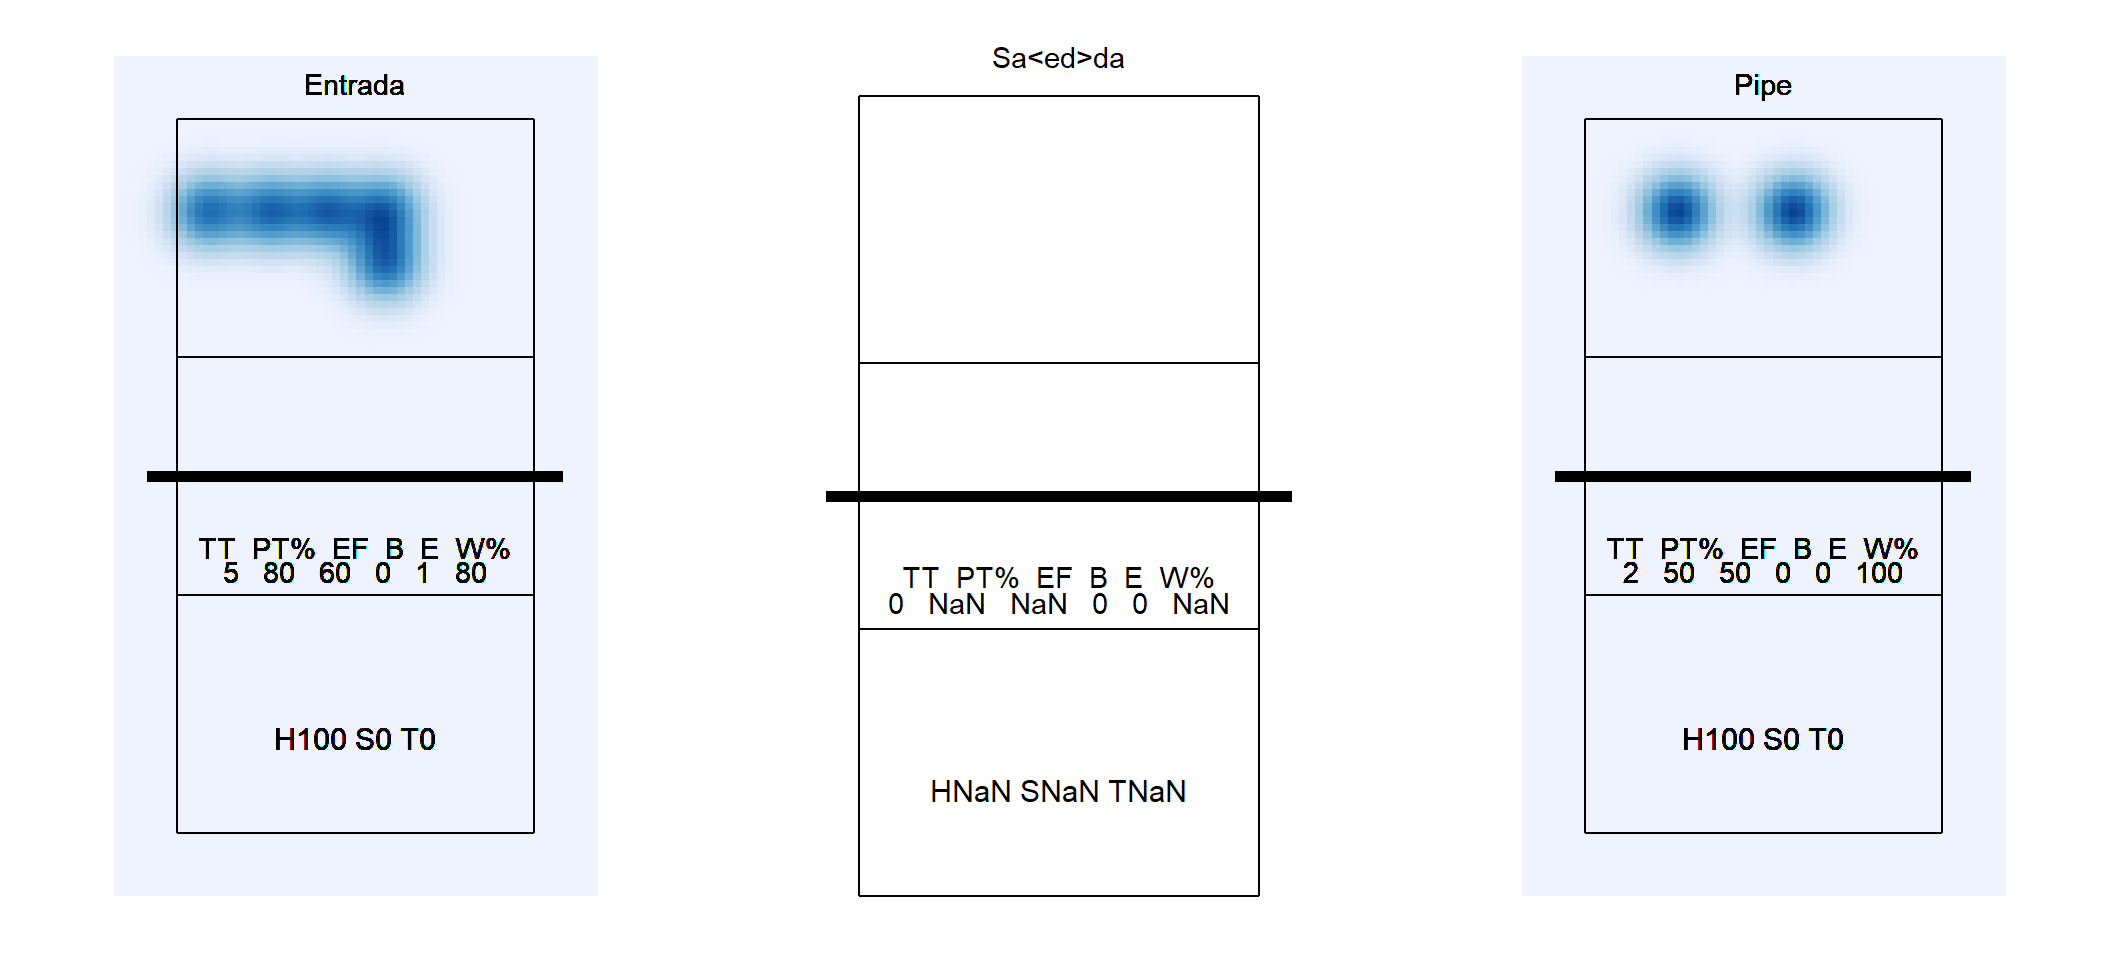 Entrada
TT PT% EF B E W%
5 80 60 0 1 80
H100 S0 T0
Sa<ed>da
TT PT% EF B E W%
0 NaN NaN 0 0 NaN
HNaN SNaN TNaN
Pipe
TT PT% EF B E W%
2 50 50 0 0 100
H100 S0 T0